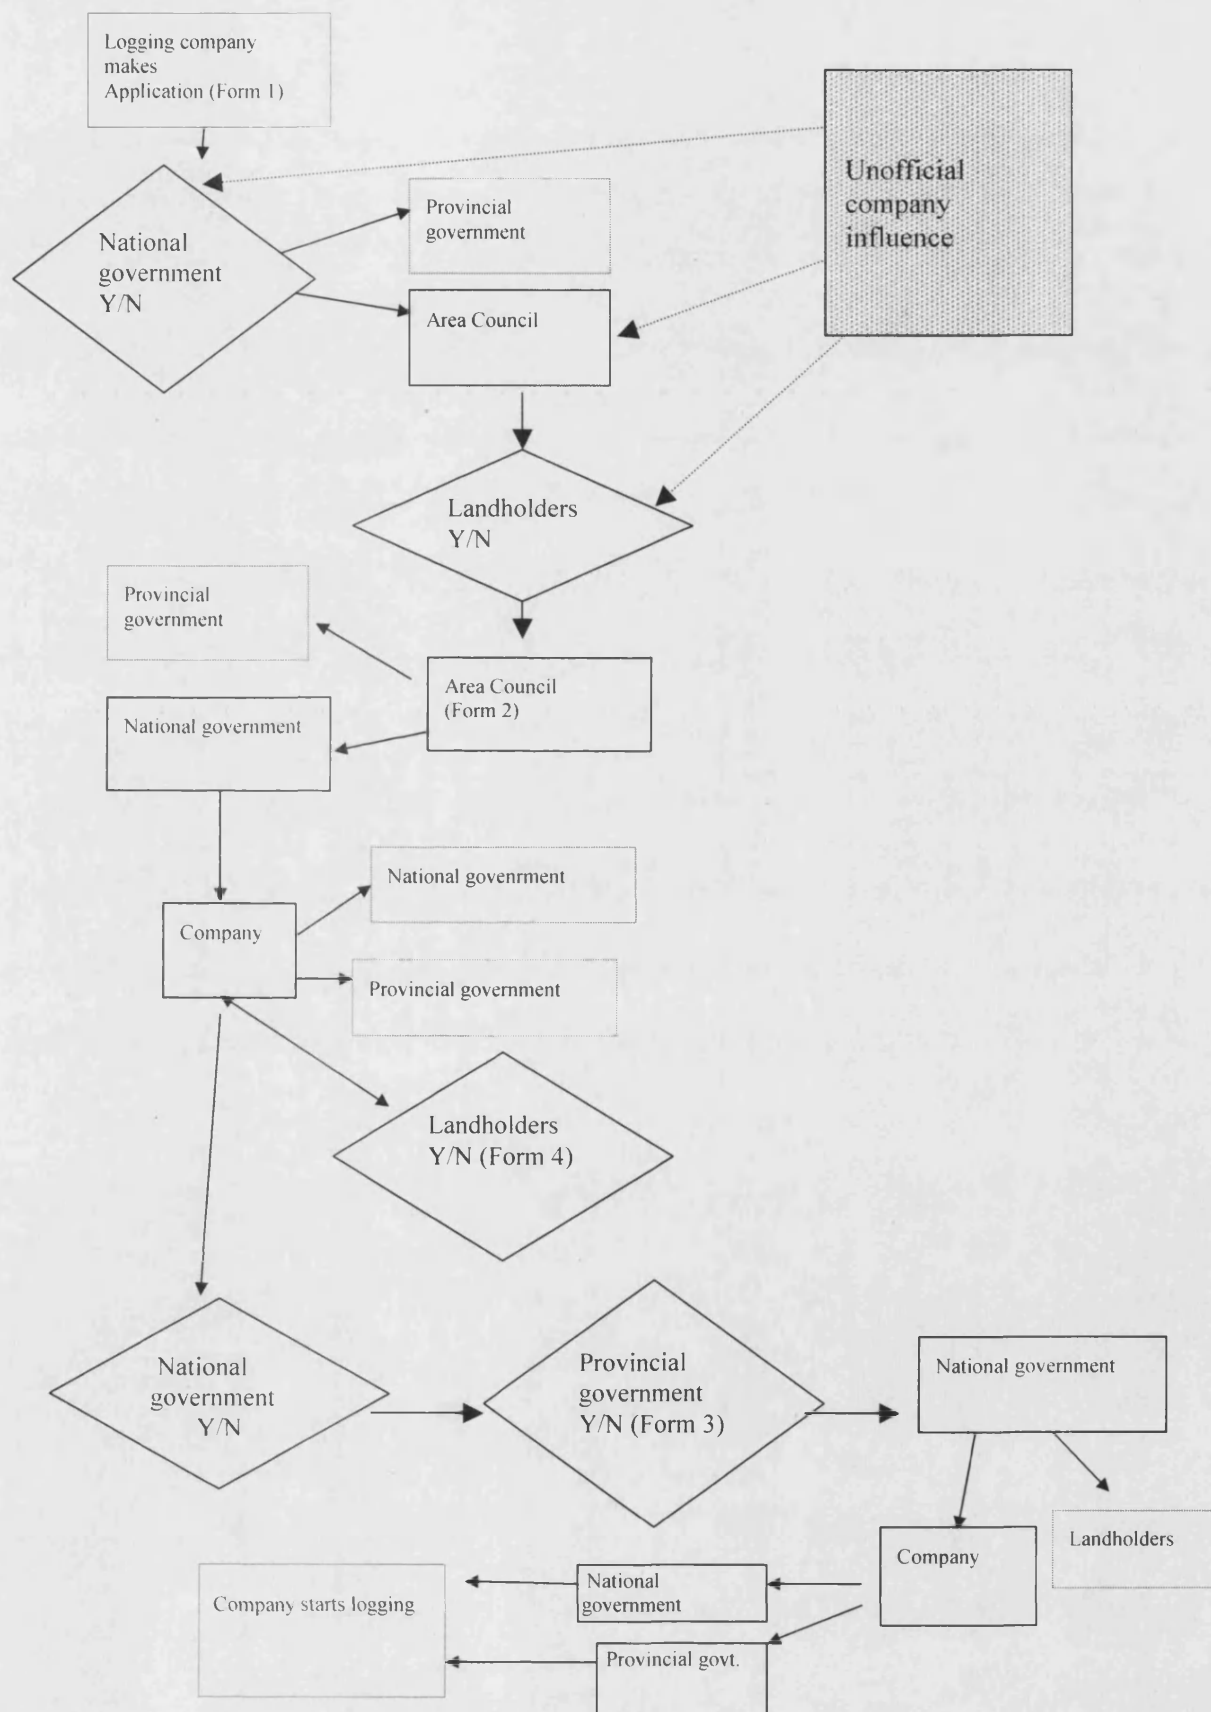 Logging company
makes
Application (Form 1)
Unofficial
company
influence
Provincial
government
National
government
Y/N
Area Council
Landholders
Y/N
Provincial
government
Area Council
(Form 2)
National government
National govenrment
Company
Provincial government
Landholders
Y/N (Form 4)
National
government
Y/N
Provincial
government
Y/N (Form 3)
National government
Landholders
Company
National
government
Company starts logging
Provincial govt.